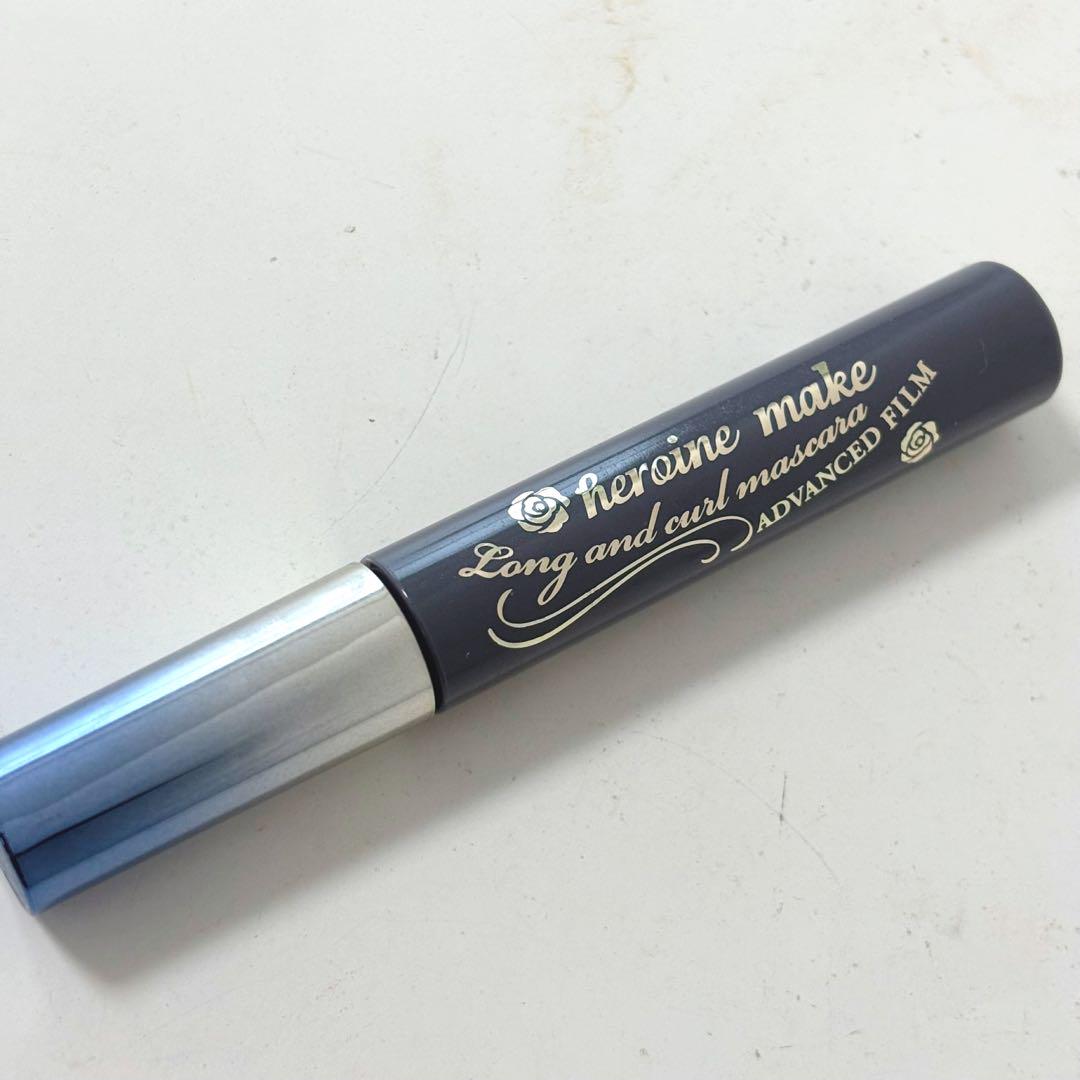 heroine make
Long and curl mascara
ADVANCED FILM